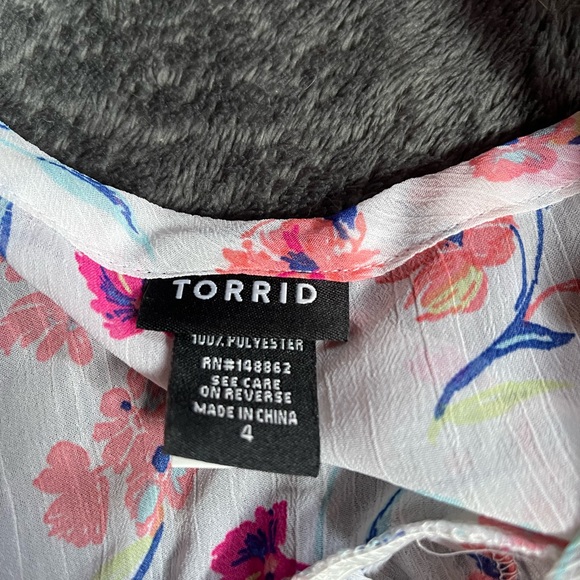 TORRID
100% POLYESTER
RN#148862
SEE CARE
ON REVERSE
MADE IN CHINA
4